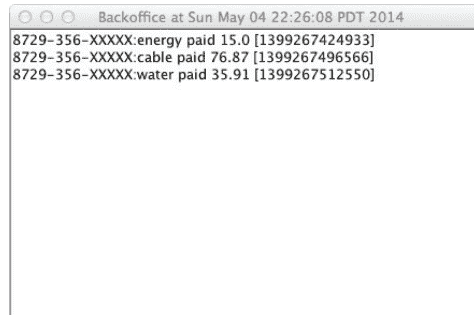 Backoffice at Sun May 04 22:26:08 PDT 2014
8729-356-XXXXX:energy paid 15.0 [1399267424933]
8729-356-XXXXX:cable paid 76.87 [1399267496566]
8729-356-XXXXX:water paid 35.91 [1399267512550]